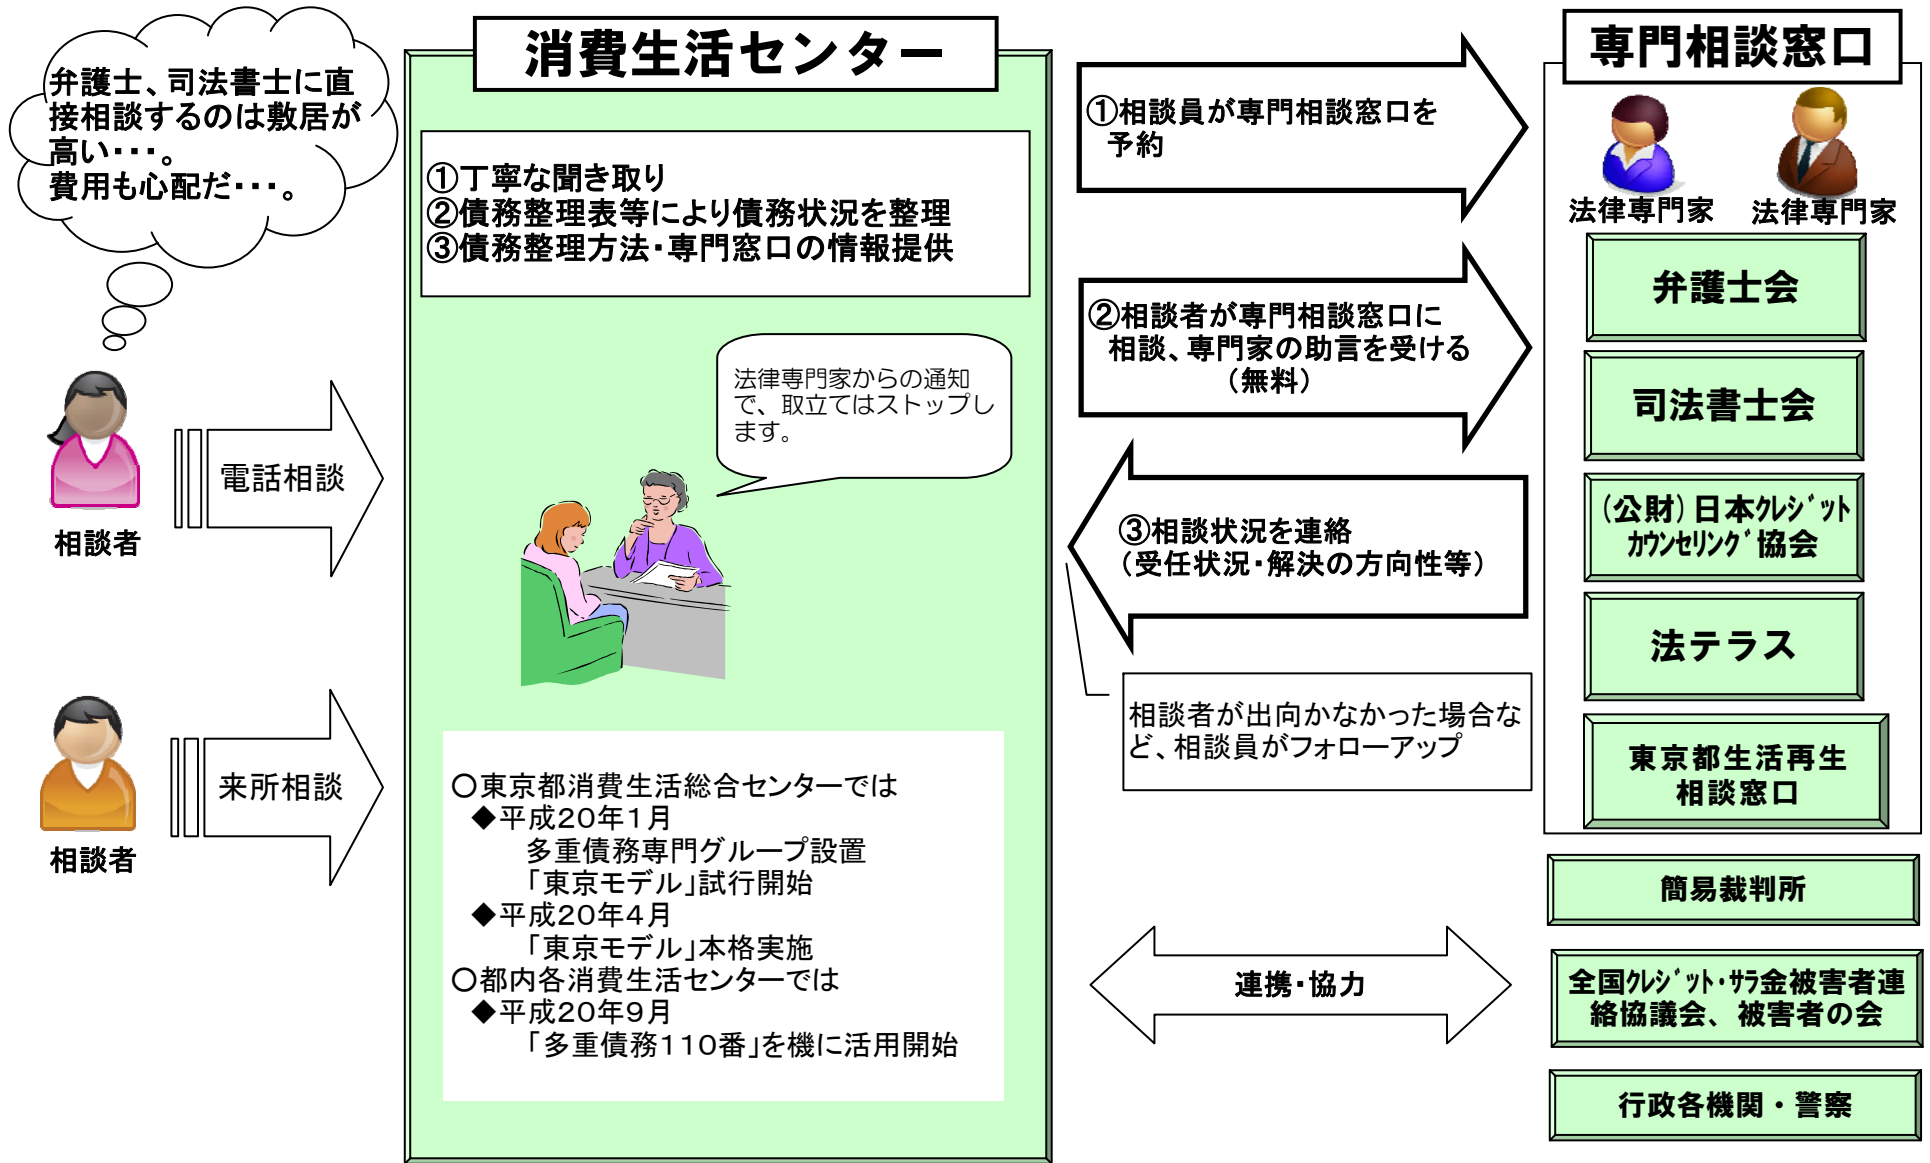 弁護士、司法書士に直
接相談するのは敷居が
高い・・・。
費用も心配だ・・・。
相談者
電話相談
相談者
来所相談
消費生活センター
①丁寧な聞き取り
②債務整理表等により債務状況を整理
③債務整理方法・専門窓口の情報提供
法律専門家からの通知
で、取立てはストップし
ます。
○東京都消費生活総合センターでは
◆平成20年1月
多重債務専門グループ設置
「東京モデル」試行開始
◆平成20年4月
「東京モデル」本格実施
○都内各消費生活センターでは
◆平成20年9月
「多重債務110番」を機に活用開始
①相談員が専門相談窓口を
予約
②相談者が専門相談窓口に
相談、専門家の助言を受ける
（無料）
③相談状況を連絡
（受任状況・解決の方向性等）
相談者が出向かなかった場合な
ど、相談員がフォローアップ
連携・協力
専門相談窓口
法律専門家 法律専門家
弁護士会
司法書士会
(公財)日本ｸﾚｼﾞｯﾄ
ｶｳﾝｾﾘﾝｸﾞ協会
法テラス
東京都生活再生
相談窓口
簡易裁判所
全国ｸﾚｼﾞｯﾄ・ｻﾗ金被害者連
絡協議会、被害者の会
行政各機関・警察